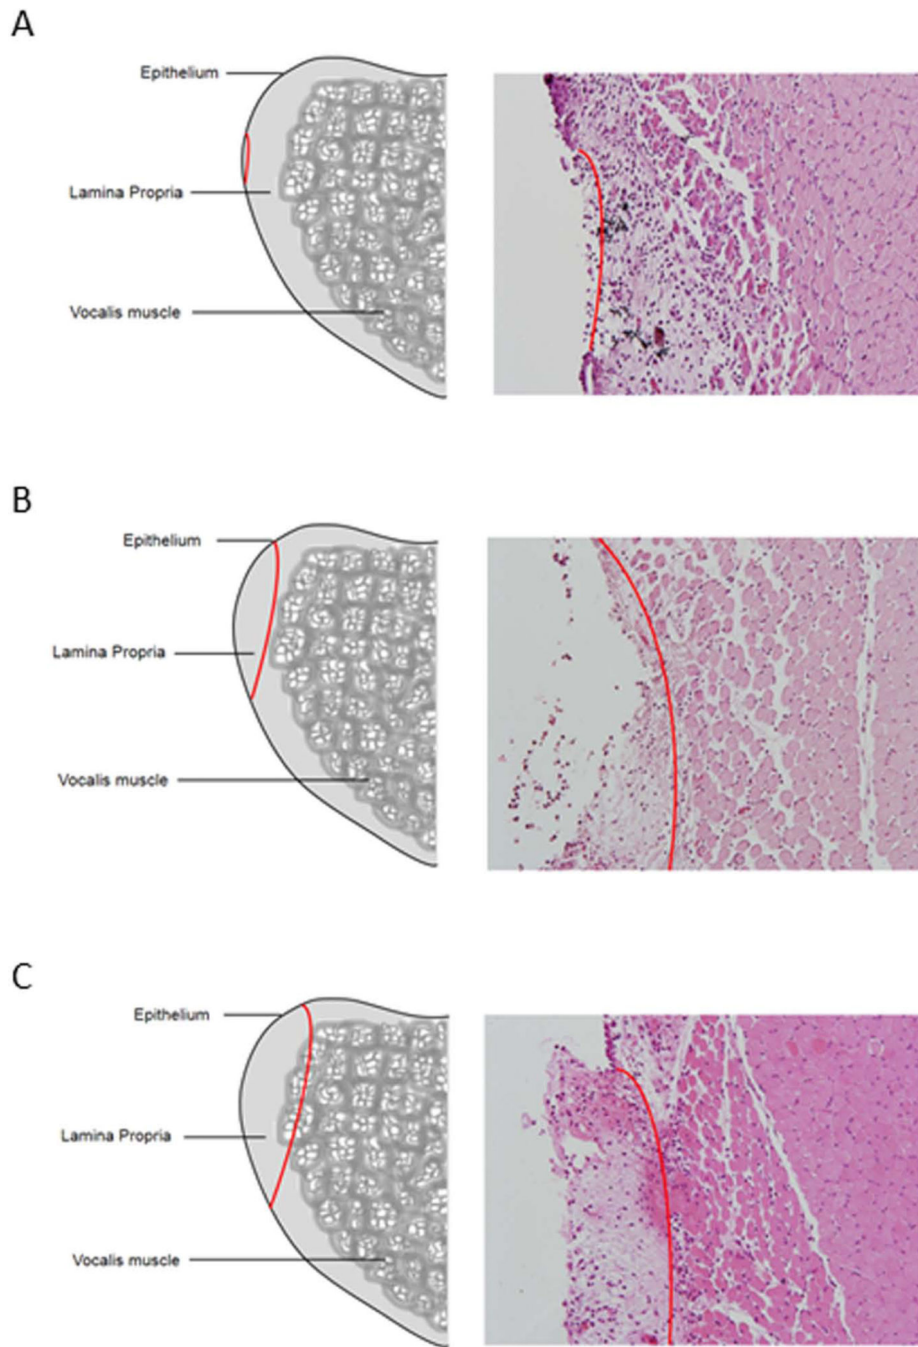 A
Epithelium
Lamina Propria
Vocalis muscle
B
Epithelium
Lamina Propria
Vocalis muscle
C
Epithelium
Lamina Propria
Vocalis muscle